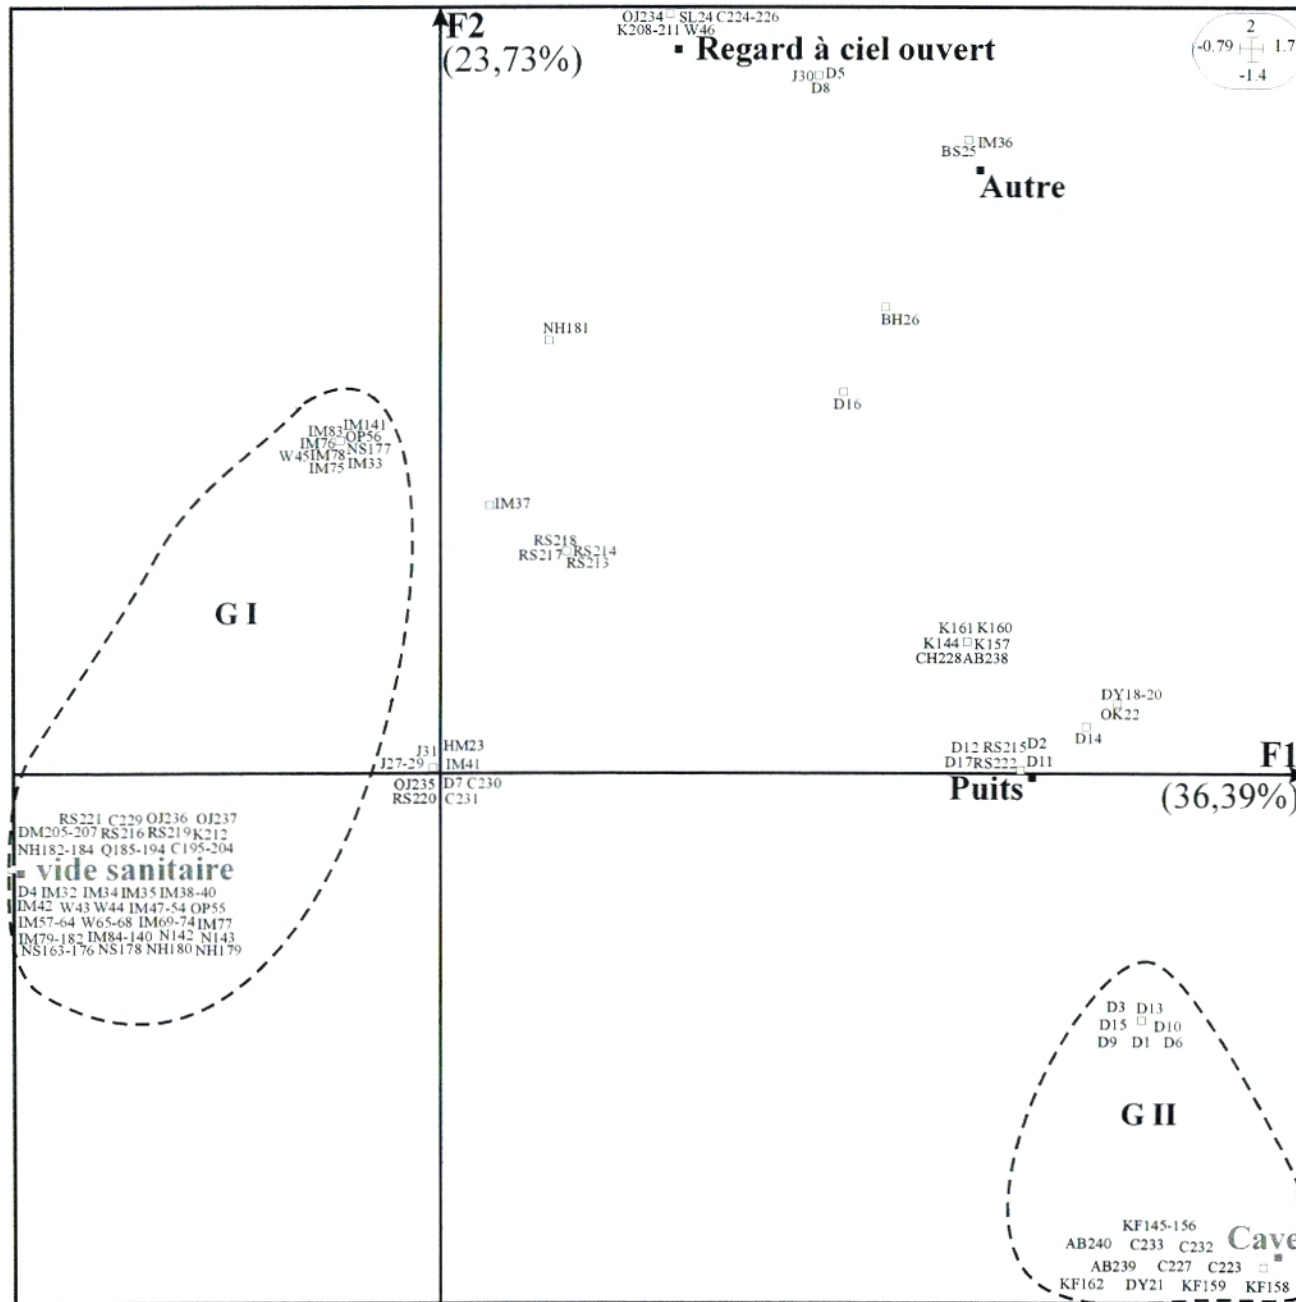 OJ234 SL24 C224-226
K208-211 W46
F2
(23,73%)
Regard à ciel ouvert
2
-0.79 1.7
-1.4
J30 D5
D8
IM36
BS25
Autre
BH26
NH181
D16
IM141
IM83
OP56
IM76
NS177
W45 IM78
IM33
IM75
IM37
RS218
RS214
RS217
RS213
G I
K161 K160
K144 K157
CH228 AB238
DY18-20
OK22
D14
D12 RS215 D2
D17 RS222 D11
Puits
F1
(36,39%)
J31 HM23
J27-29 IM41
OJ235 D7 C230
RS220 C231
RS221 C229 OJ236 OJ237
DM205-207 RS216 RS219 K212
NH182-184 Q185-194 C195-204
vide sanitaire
D4 IM32 IM34 IM35 IM38-40
IM42 W43 W44 IM47-54 OP55
IM57-64 W65-68 IM69-74 IM77
IM79-182 IM84-140 N142 N143
NS163-176 NS178 NH180 NH179
D3 D13
D15 D10
D9 D1 D6
G II
KF145-156
AB240 C233 C232
Cave
AB239 C227 C223
KF162 DY21 KF159 KF158